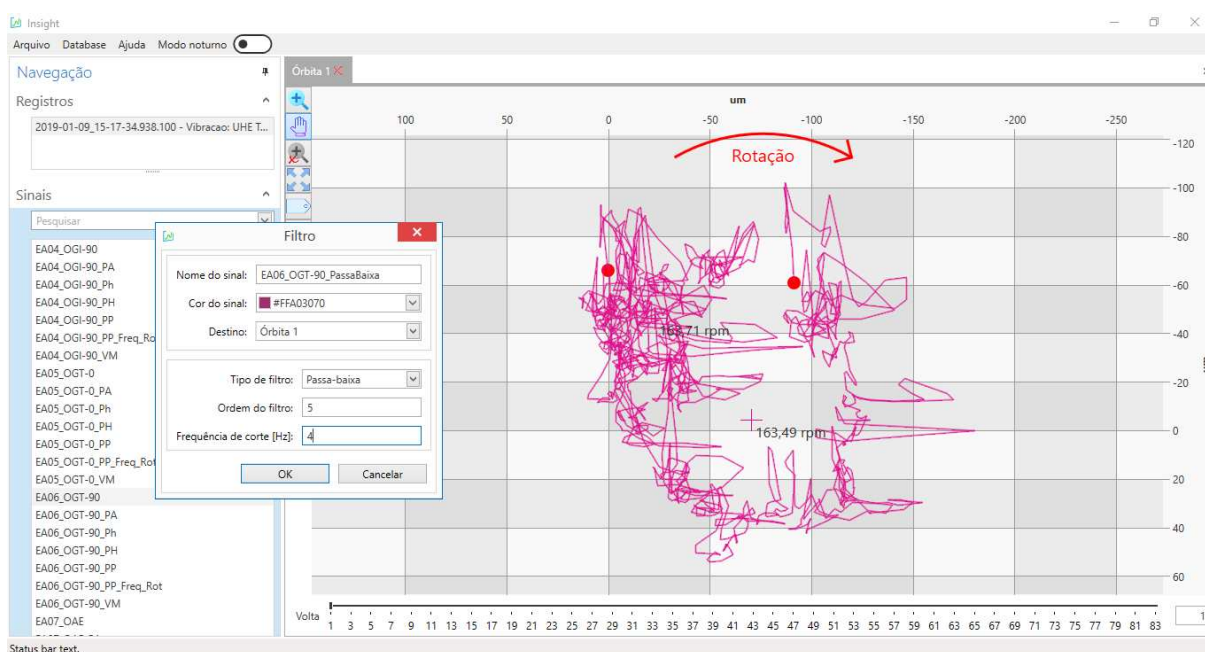 Insight
Arquivo Database Ajuda Modo noturno
Navegação
Registros
2019-01-09_15-17-34.938.100 - Vibracao: UHE T...
Sinais
Pesquisar
EA04_OGI-90
EA04_OGI-90_PA
EA04_OGI-90_Ph
EA04_OGI-90_PH
EA04_OGI-90_PP
EA04_OGI-90_PP_Freq_Ro
EA04_OGI-90_VM
EA05_OGT-0
EA05_OGT-0_PA
EA05_OGT-0_Ph
EA05_OGT-0_PH
EA05_OGT-0_PP
EA05_OGT-0_PP_Freq_Rot
EA05_OGT-0_VM
EA06_OGT-90
EA06_OGT-90_PA
EA06_OGT-90_Ph
EA06_OGT-90_PH
EA06_OGT-90_PP
EA06_OGT-90_PP_Freq_Rot
EA06_OGT-90_VM
EA07_OAE
Status bar text.
Filtro
Nome do sinal: EA06_OGT-90_PassaBaixa
Cor do sinal: #FFA03070
Destino: Órbita 1
Tipo de filtro: Passa-baixa
Ordem do filtro: 5
Frequência de corte [Hz]: 4
OK Cancelar
Órbita 1
um
100 50 0 -50 -100 -150 -200 -250
Rotação
-120
-100
-80
-60
-40
-20
0
20
40
60
163,71 rpm
163,49 rpm
Volta
1 3 5 7 9 11 13 15 17 19 21 23 25 27 29 31 33 35 37 39 41 43 45 47 49 51 53 55 57 59 61 63 65 67 69 71 73 75 77 79 81 83
1